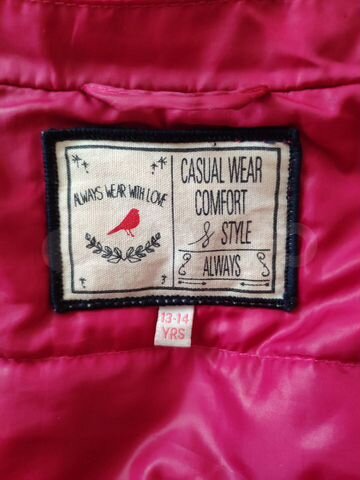 ALWAYS WEAR WITH LOVE
CASUAL WEAR
COMFORT
& STYLE
ALWAYS
13-14
YRS